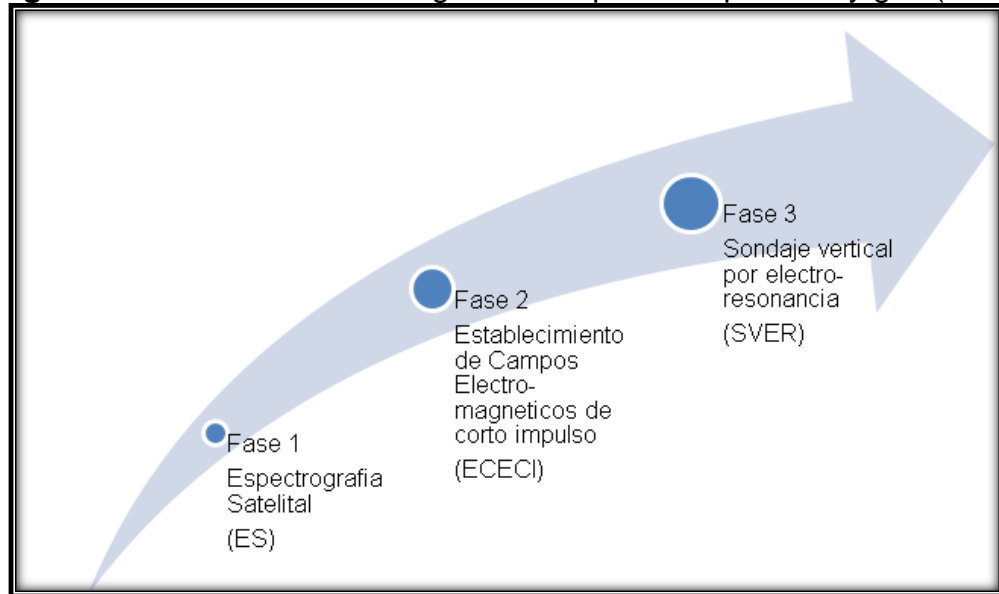 Fase 1
Espectrografia
Satelital
(ES)
Fase 2
Establecimiento
de Campos
Electro-
magneticos de
corto impulso
(ECECI)
Fase 3
Sondaje vertical
por electro-
resonancia
(SVER)